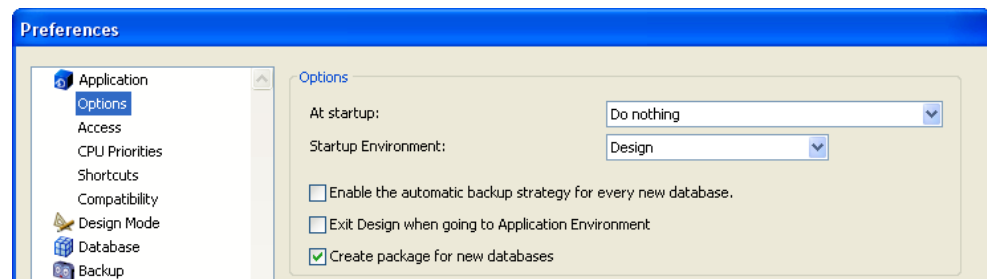 Preferences
Application
Options
Access
CPU Priorities
Shortcuts
Compatibility
Design Mode
Database
Backup
Options
At startup: Do nothing
Startup Environment: Design
Enable the automatic backup strategy for every new database.
Exit Design when going to Application Environment
Create package for new databases